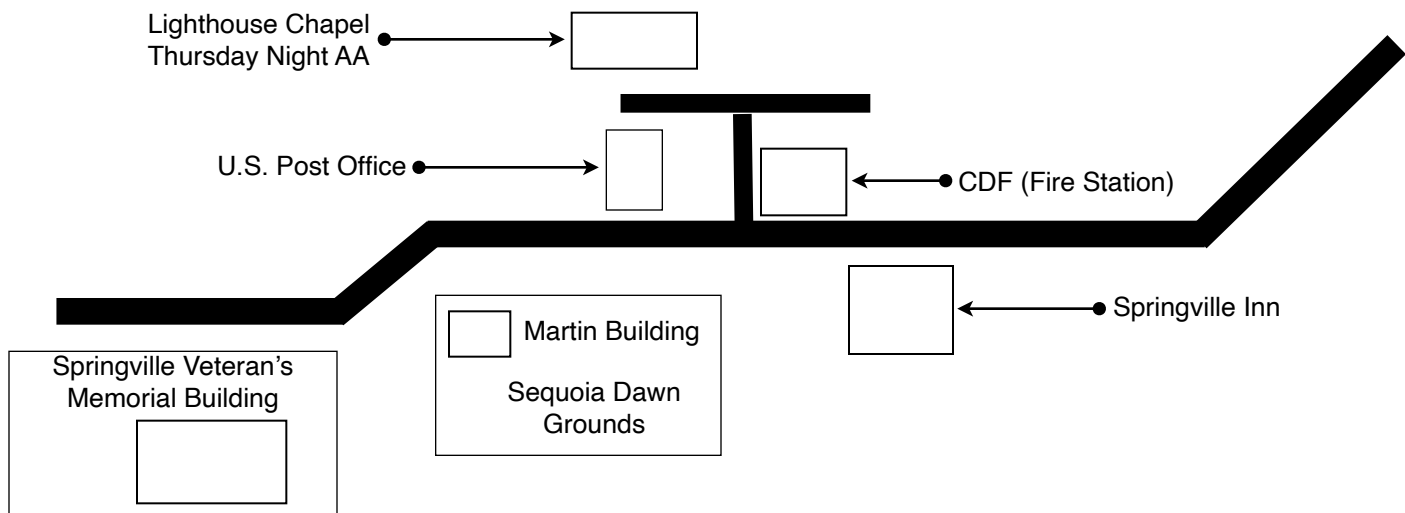 Lighthouse Chapel
Thursday Night AA
U.S. Post Office
CDF (Fire Station)
Springville Inn
Martin Building
Sequoia Dawn
Grounds
Springville Veteran's
Memorial Building